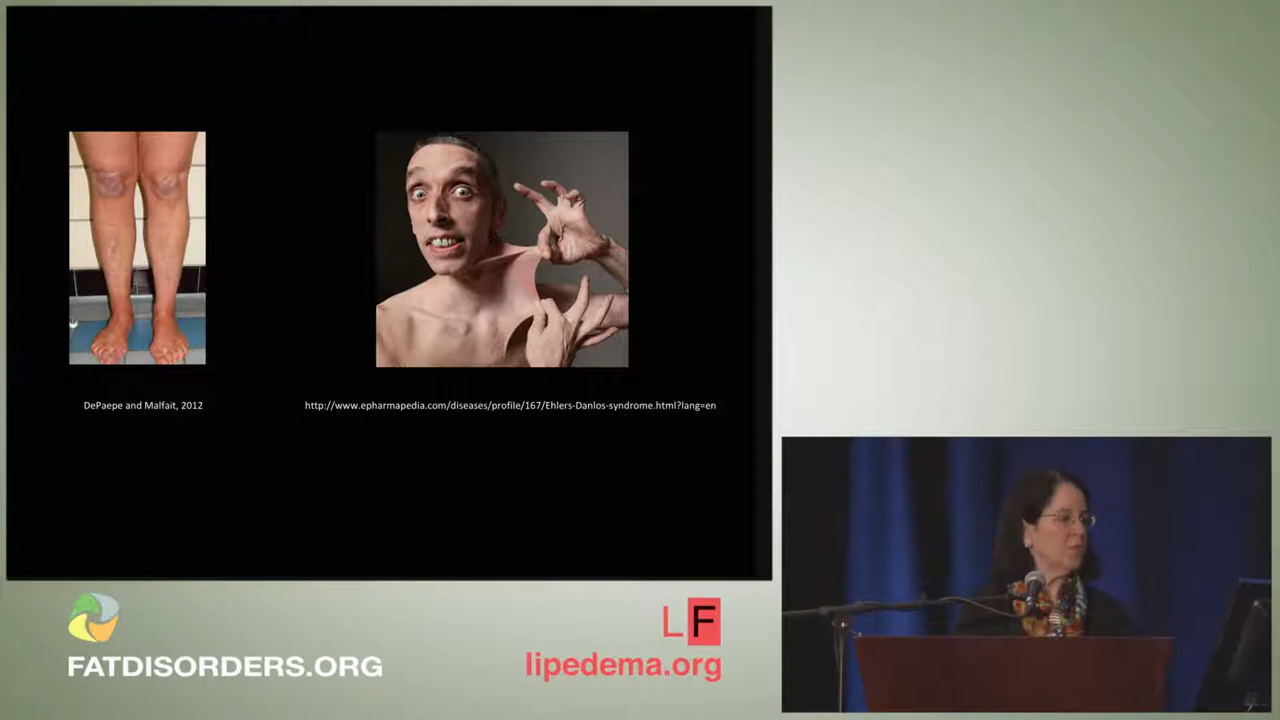 DePaepe and Malfait, 2012
http://www.epharmapedia.com/diseases/profile/167/Ehlers-Danlos-syndrome.html?lang=en
LF
FATDISORDERS.ORG
lipedema.org